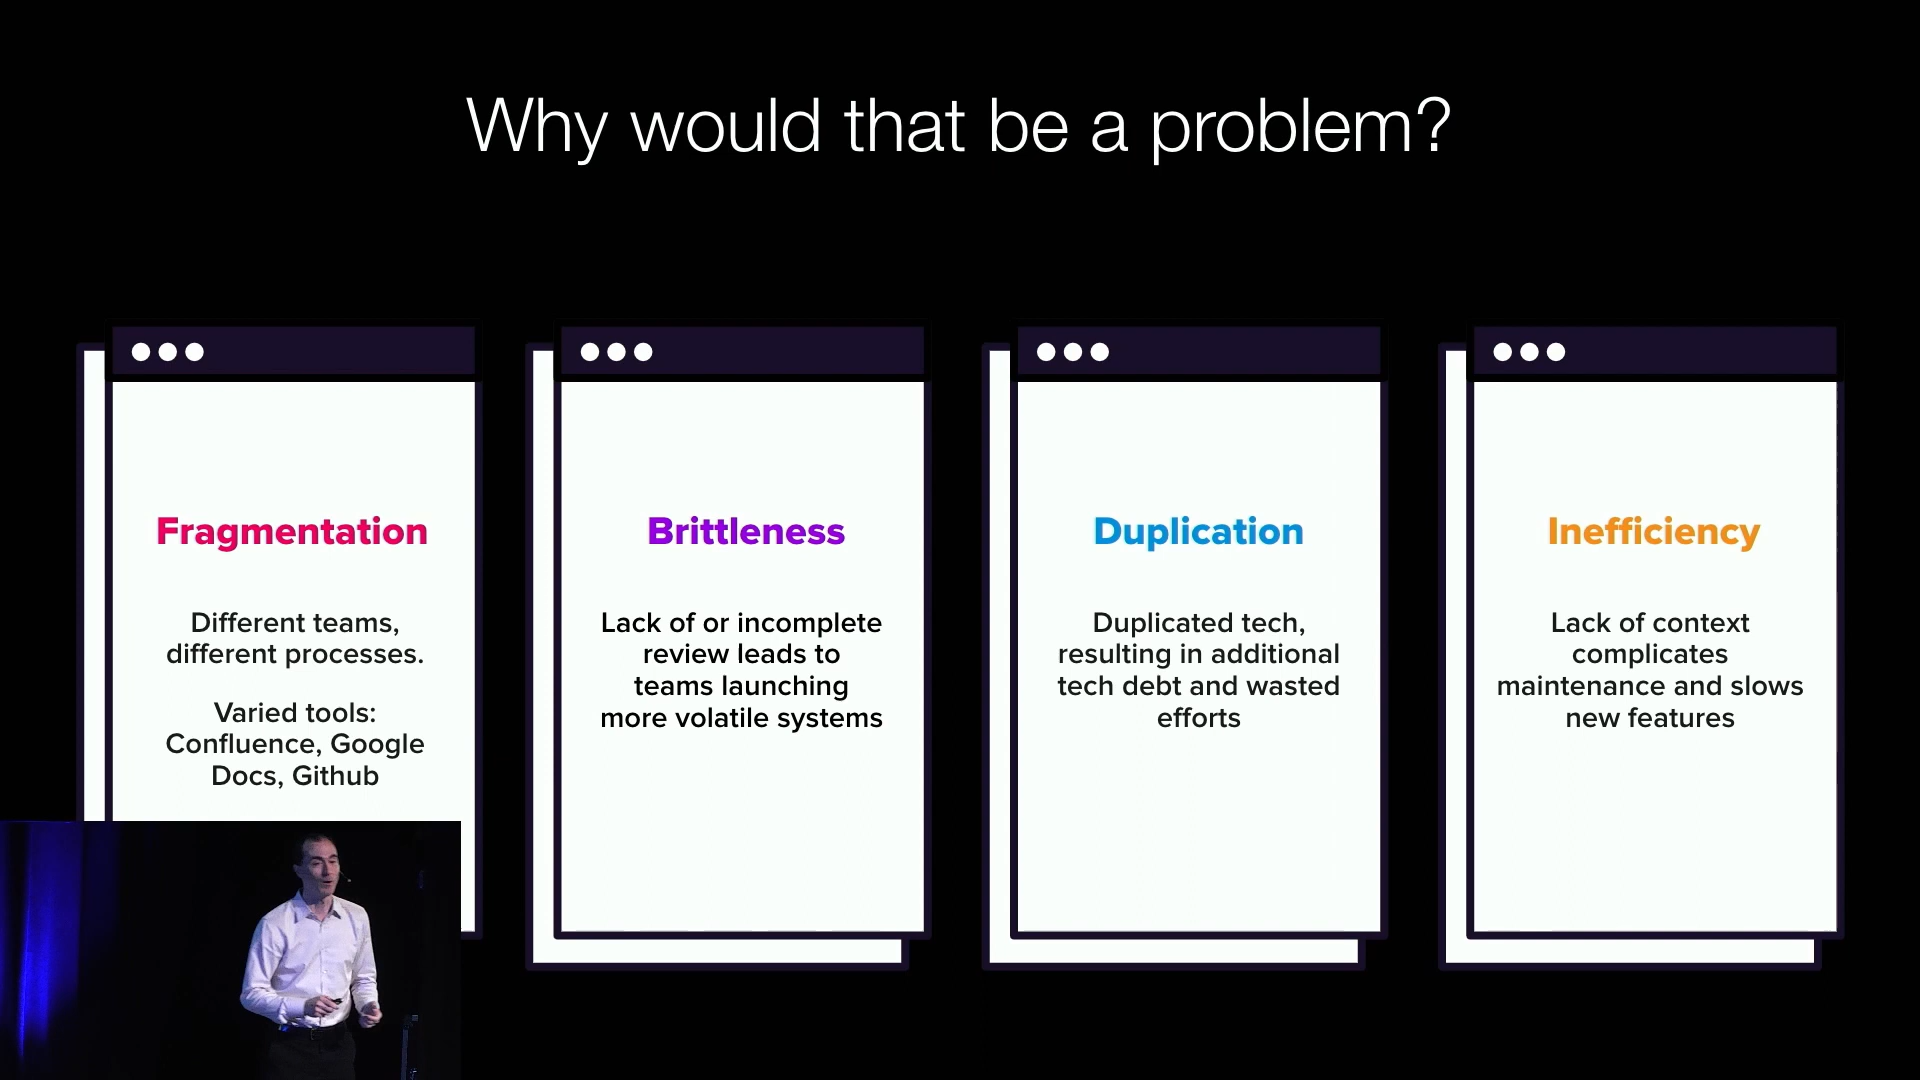 Why would that be a problem?
Fragmentation
Different teams,
different processes.
Varied tools:
Confluence, Google
Docs, Github
Brittleness
Lack of or incomplete
review leads to
teams launching
more volatile systems
Duplication
Duplicated tech,
resulting in additional
tech debt and wasted
efforts
Inefficiency
Lack of context
complicates
maintenance and slows
new features